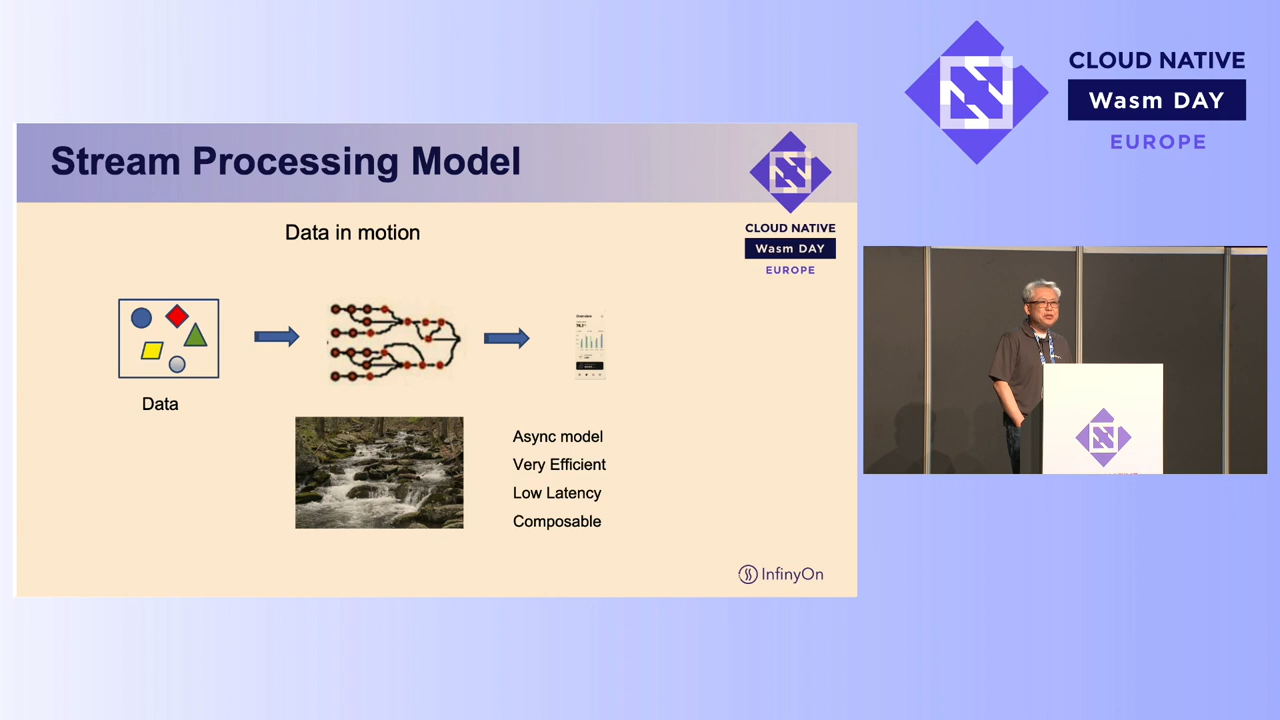 CLOUD NATIVE
Wasm DAY
EUROPE
Stream Processing Model
CLOUD NATIVE
Wasm DAY
EUROPE
Data in motion
Data
Async model
Very Efficient
Low Latency
Composable
InfinyOn